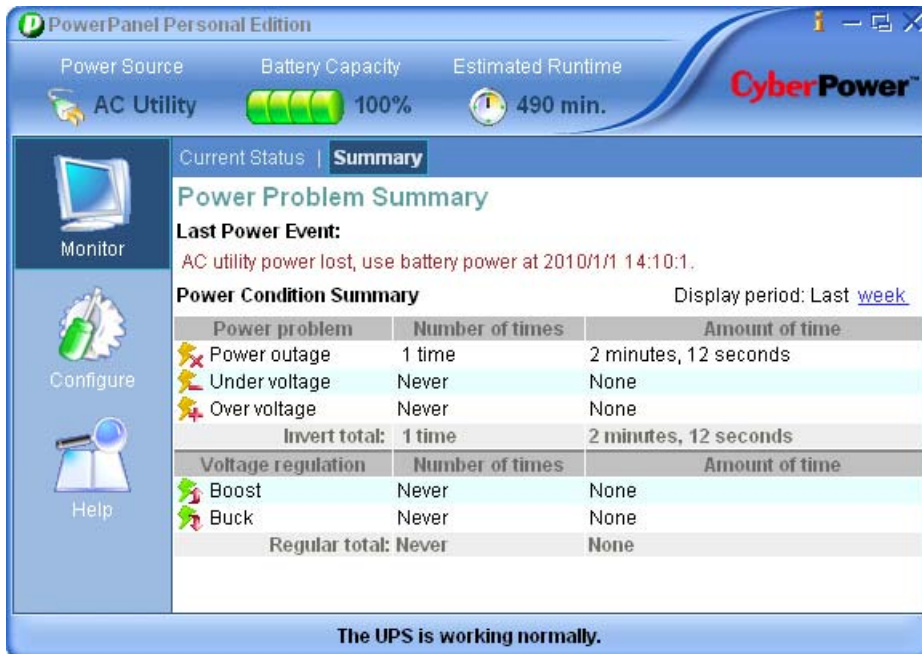 PowerPanel Personal Edition
Power Source Battery Capacity Estimated Runtime
AC Utility 100% 490 min.
CyberPower™
Monitor
Configure
Help
Current Status | Summary
Power Problem Summary
Last Power Event:
AC utility power lost, use battery power at 2010/1/1 14:10:1.
Power Condition Summary Display period: Last week
Power problem Number of times Amount of time
Power outage 1 time 2 minutes, 12 seconds
Under voltage Never None
Over voltage Never None
Invert total: 1 time 2 minutes, 12 seconds
Voltage regulation Number of times Amount of time
Boost Never None
Buck Never None
Regular total: Never None
The UPS is working normally.